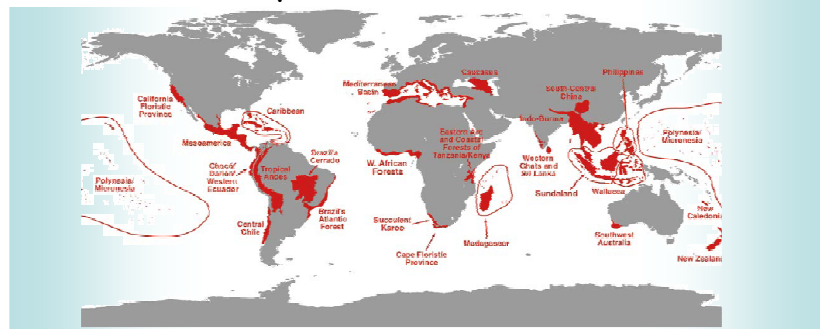 California
Floristic
Province
Caribbean
Mesoamerica
Polynesia/
Micronesia
Chocó/
Darien/
Western
Ecuador
Tropical
Andes
Brazil's
Cerrado
Brazil's
Atlantic
Forest
Central
Chile
Mediterranean
Basin
Caucasus
W. African
Forests
Eastern Arc
and Coastal
Forests of
Tanzania/Kenya
Succulent
Karoo
Cape Floristic
Province
Madagascar
South-Central
China
Indo-Burma
Western
Ghats and
Sri Lanka
Philippines
Sundaland
Wallacea
Polynesia/
Micronesia
Southwest
Australia
New
Caledoni
New Zealan